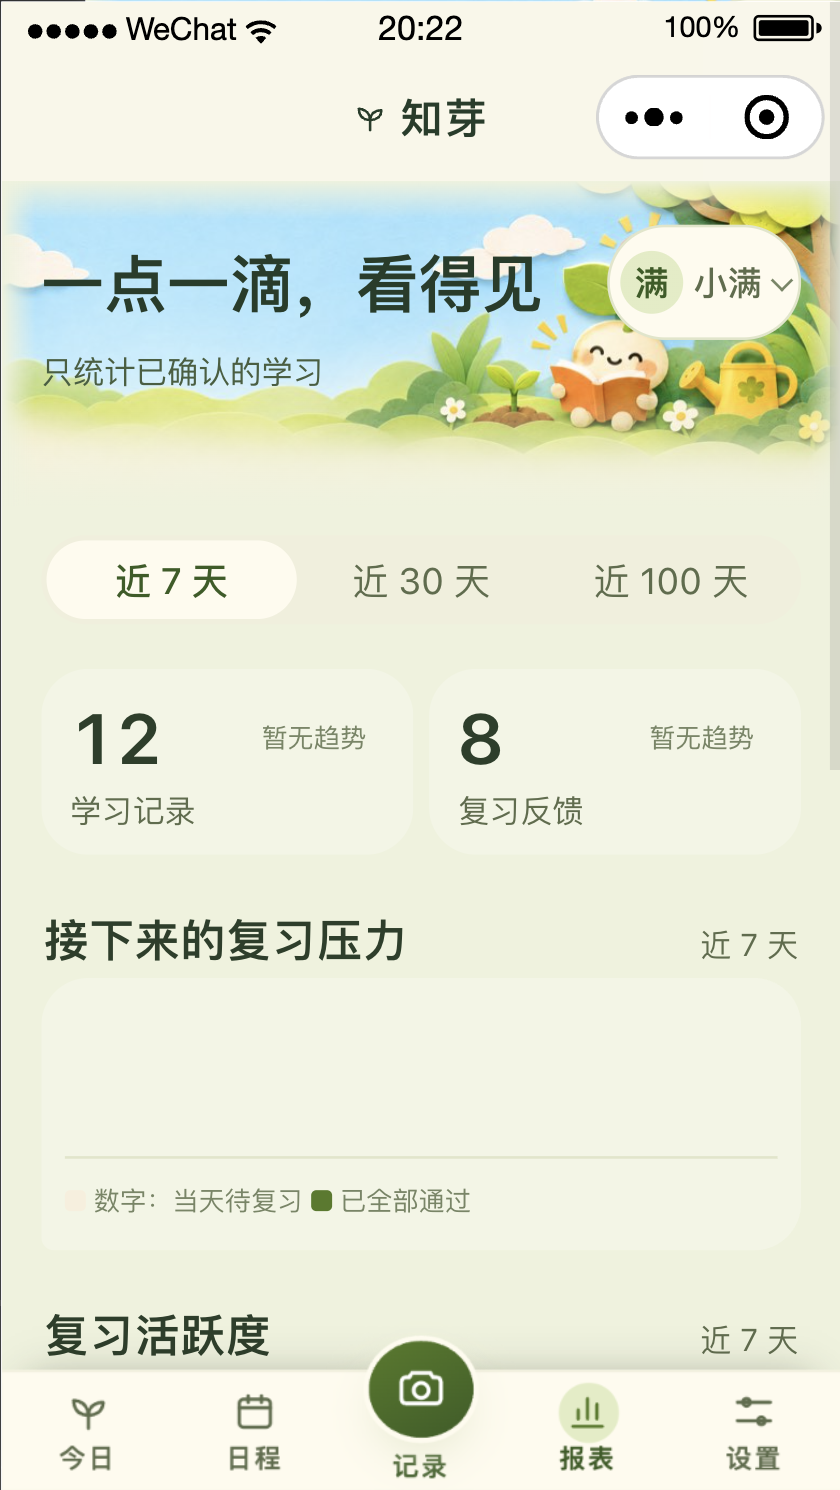 ●●●●● WeChat 20:22 100%
知芽
一点一滴，看得见
满 小满
只统计已确认的学习
近 7 天 近 30 天 近 100 天
12 暂无趋势
学习记录
8 暂无趋势
复习反馈
接下来的复习压力 近 7 天
数字：当天待复习 已全部通过
复习活跃度 近 7 天
今日 日程 记录 报表 设置